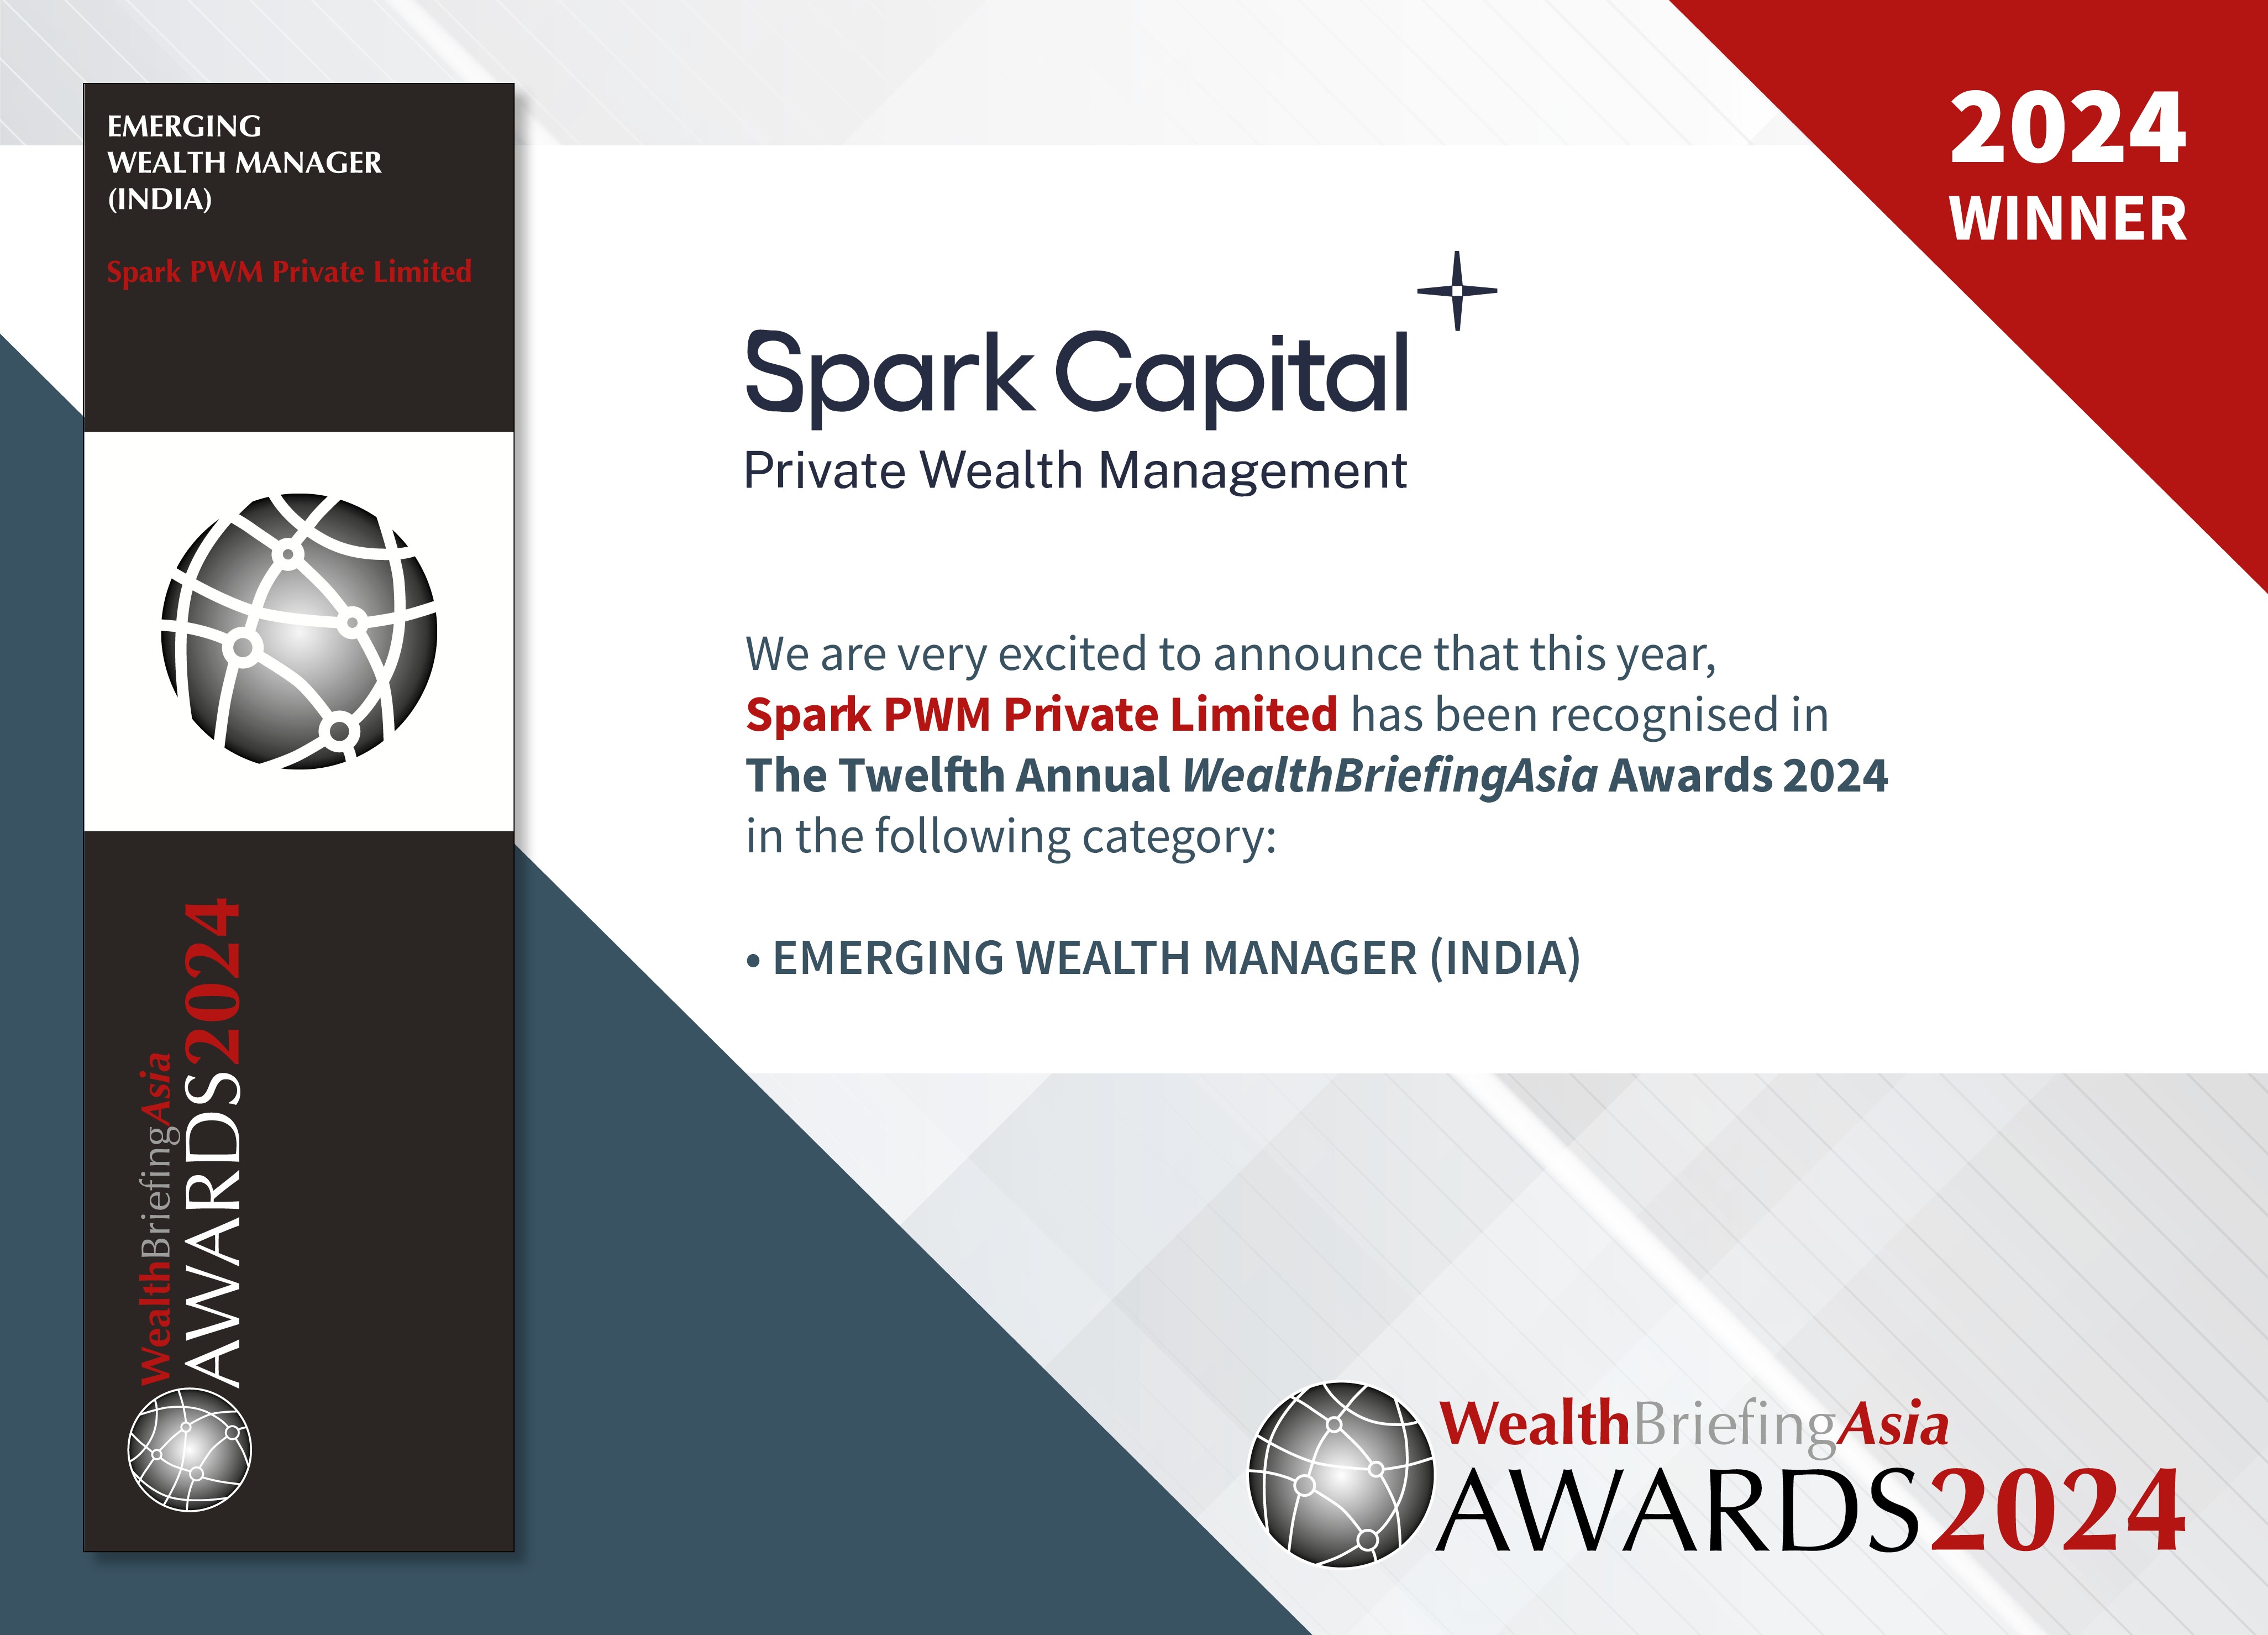 EMERGING
WEALTH MANAGER
(INDIA)
Spark PWM Private Limited
WealthBriefingAsia
AWARDS2024
2024
WINNER
Spark Capital
Private Wealth Management
We are very excited to announce that this year,
Spark PWM Private Limited has been recognised in
The Twelfth Annual WealthBriefingAsia Awards 2024
in the following category:
• EMERGING WEALTH MANAGER (INDIA)
WealthBriefingAsia
AWARDS2024